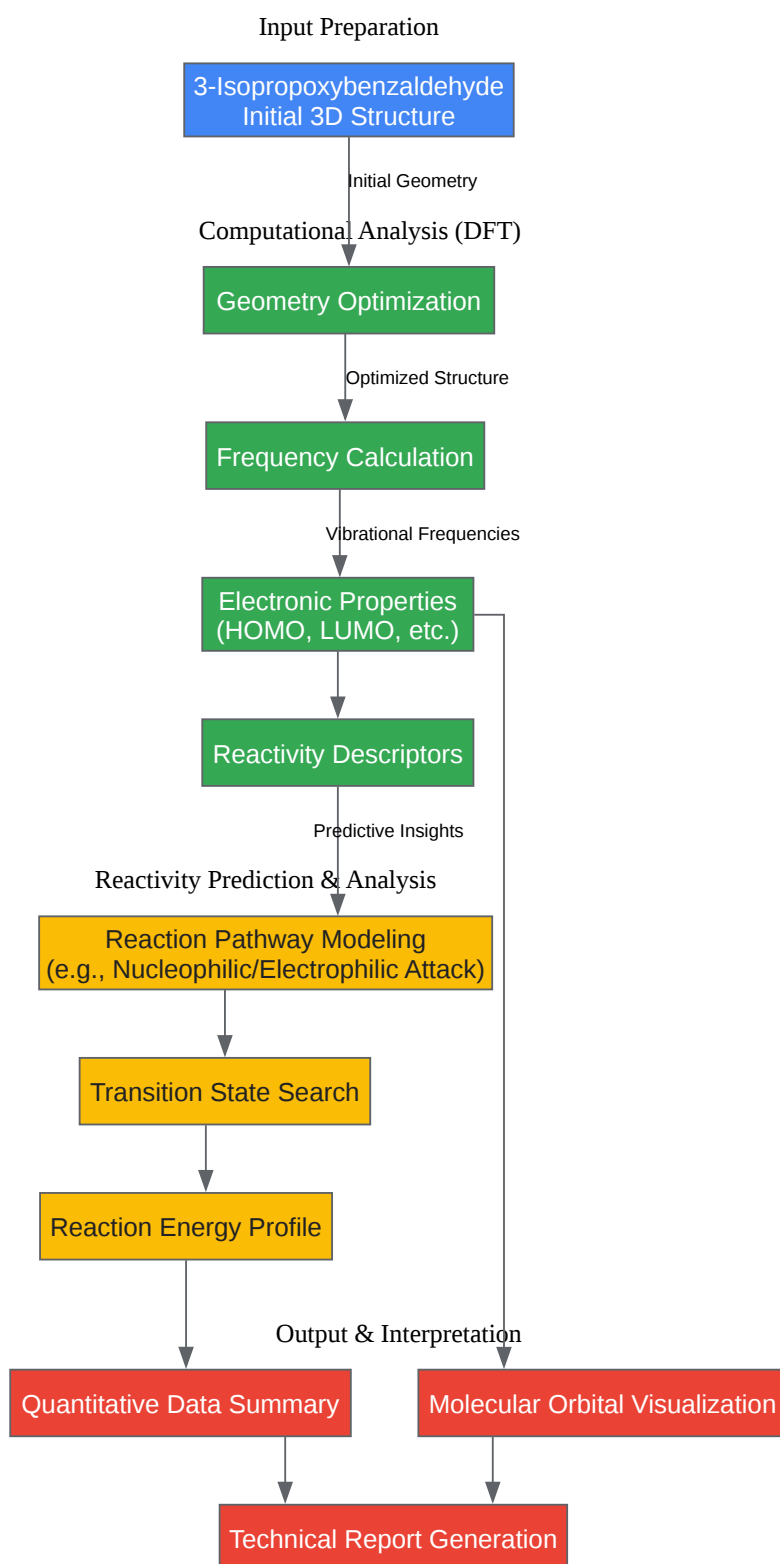 Input Preparation
3-Isopropoxybenzaldehyde
Initial 3D Structure
Initial Geometry
Computational Analysis (DFT)
Geometry Optimization
Optimized Structure
Frequency Calculation
Vibrational Frequencies
Electronic Properties
(HOMO, LUMO, etc.)
Reactivity Descriptors
Predictive Insights
Reactivity Prediction & Analysis
Reaction Pathway Modeling
(e.g., Nucleophilic/Electrophilic Attack)
Transition State Search
Reaction Energy Profile
Output & Interpretation
Quantitative Data Summary
Molecular Orbital Visualization
Technical Report Generation